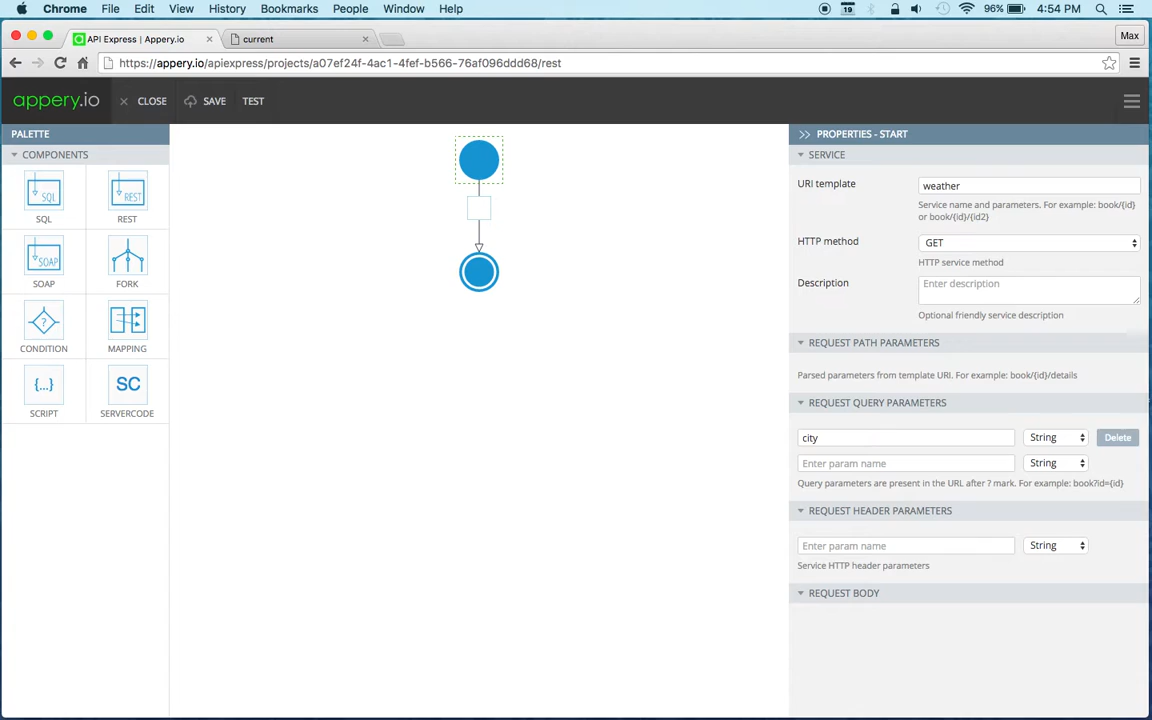 Chrome File Edit View History Bookmarks People Window Help 19 96% 4:54 PM
API Express | Appery.io × current × Max
https://appery.io/apiexpress/projects/a07ef24f-4ac1-4fef-b566-76af096ddd68/rest
appery.io × CLOSE SAVE TEST
PALETTE
COMPONENTS
SQL REST
SQL REST
SOAP
SOAP FORK
?
CONDITION MAPPING
{...} SC
SCRIPT SERVERCODE
PROPERTIES - START
SERVICE
URI template weather
Service name and parameters. For example: book/{id}
or book/{id}/{id2}
HTTP method GET
HTTP service method
Description Enter description
Optional friendly service description
REQUEST PATH PARAMETERS
Parsed parameters from template URI. For example: book/{id}/details
REQUEST QUERY PARAMETERS
city String Delete
Enter param name String
Query parameters are present in the URL after ? mark. For example: book?id={id}
REQUEST HEADER PARAMETERS
Enter param name String
Service HTTP header parameters
REQUEST BODY